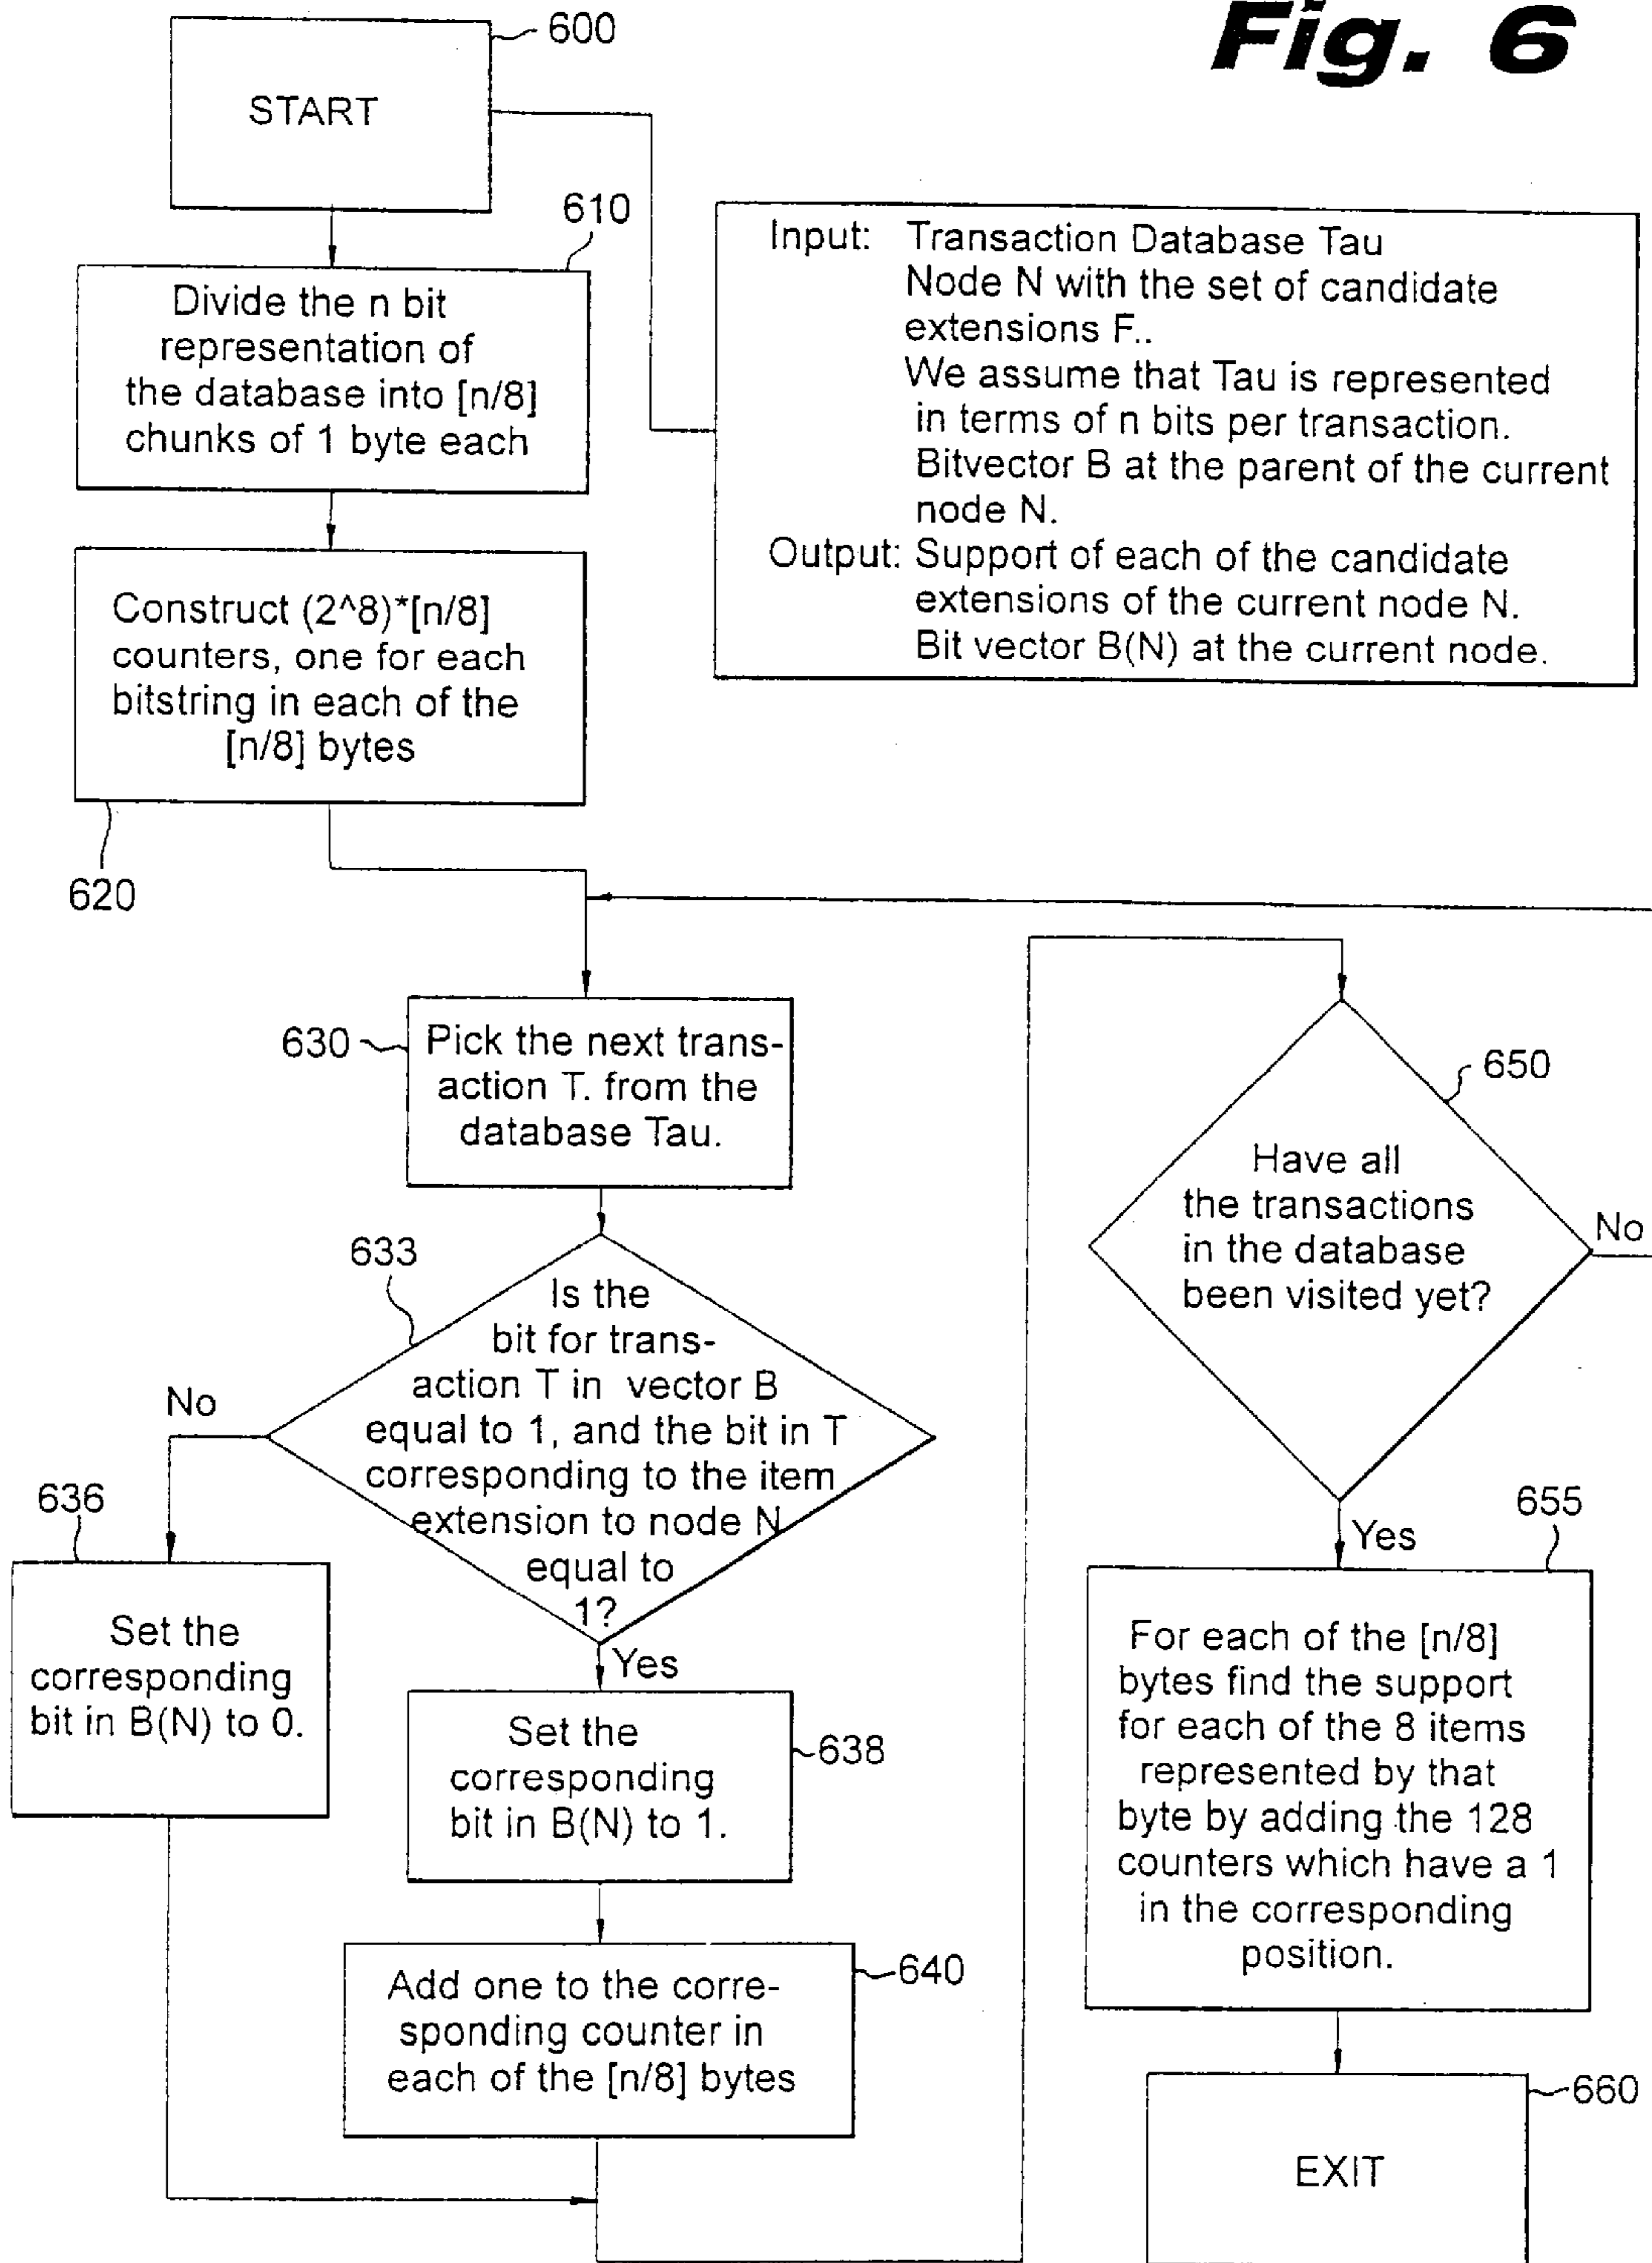 Fig. 6
600
START
610
Divide the n bit
representation of
the database into [n/8]
chunks of 1 byte each
Construct (2^8)*[n/8]
counters, one for each
bitstring in each of the
[n/8] bytes
620
Input: Transaction Database Tau
Node N with the set of candidate
extensions F..
We assume that Tau is represented
in terms of n bits per transaction.
Bitvector B at the parent of the current
node N.
Output: Support of each of the candidate
extensions of the current node N.
Bit vector B(N) at the current node.
630
Pick the next trans-
action T. from the
database Tau.
633
Is the
bit for trans-
action T in vector B
equal to 1, and the bit in T
corresponding to the item
extension to node N
equal to
1?
No
Yes
636
Set the
corresponding
bit in B(N) to 0.
Set the
corresponding
bit in B(N) to 1.
638
Add one to the corre-
sponding counter in
each of the [n/8] bytes
640
650
Have all
the transactions
in the database
been visited yet?
No
Yes
655
For each of the [n/8]
bytes find the support
for each of the 8 items
represented by that
byte by adding the 128
counters which have a 1
in the corresponding
position.
660
EXIT